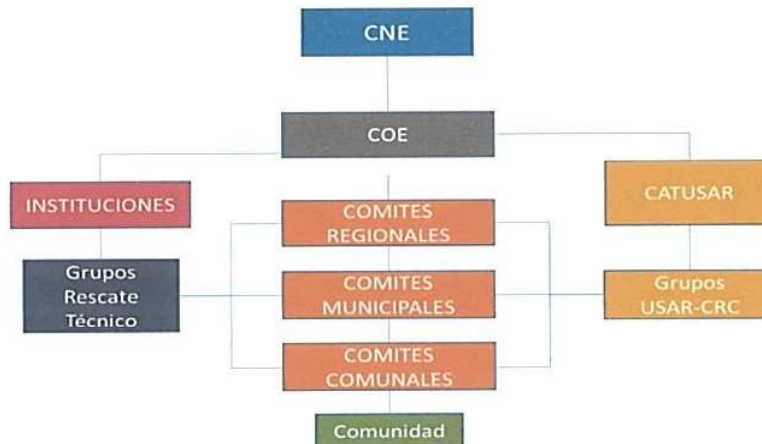 CNE
COE
INSTITUCIONES
CATUSAR
COMITES
REGIONALES
Grupos
Rescate
Técnico
COMITES
MUNICIPALES
Grupos
USAR-CRC
COMITES
COMUNALES
Comunidad